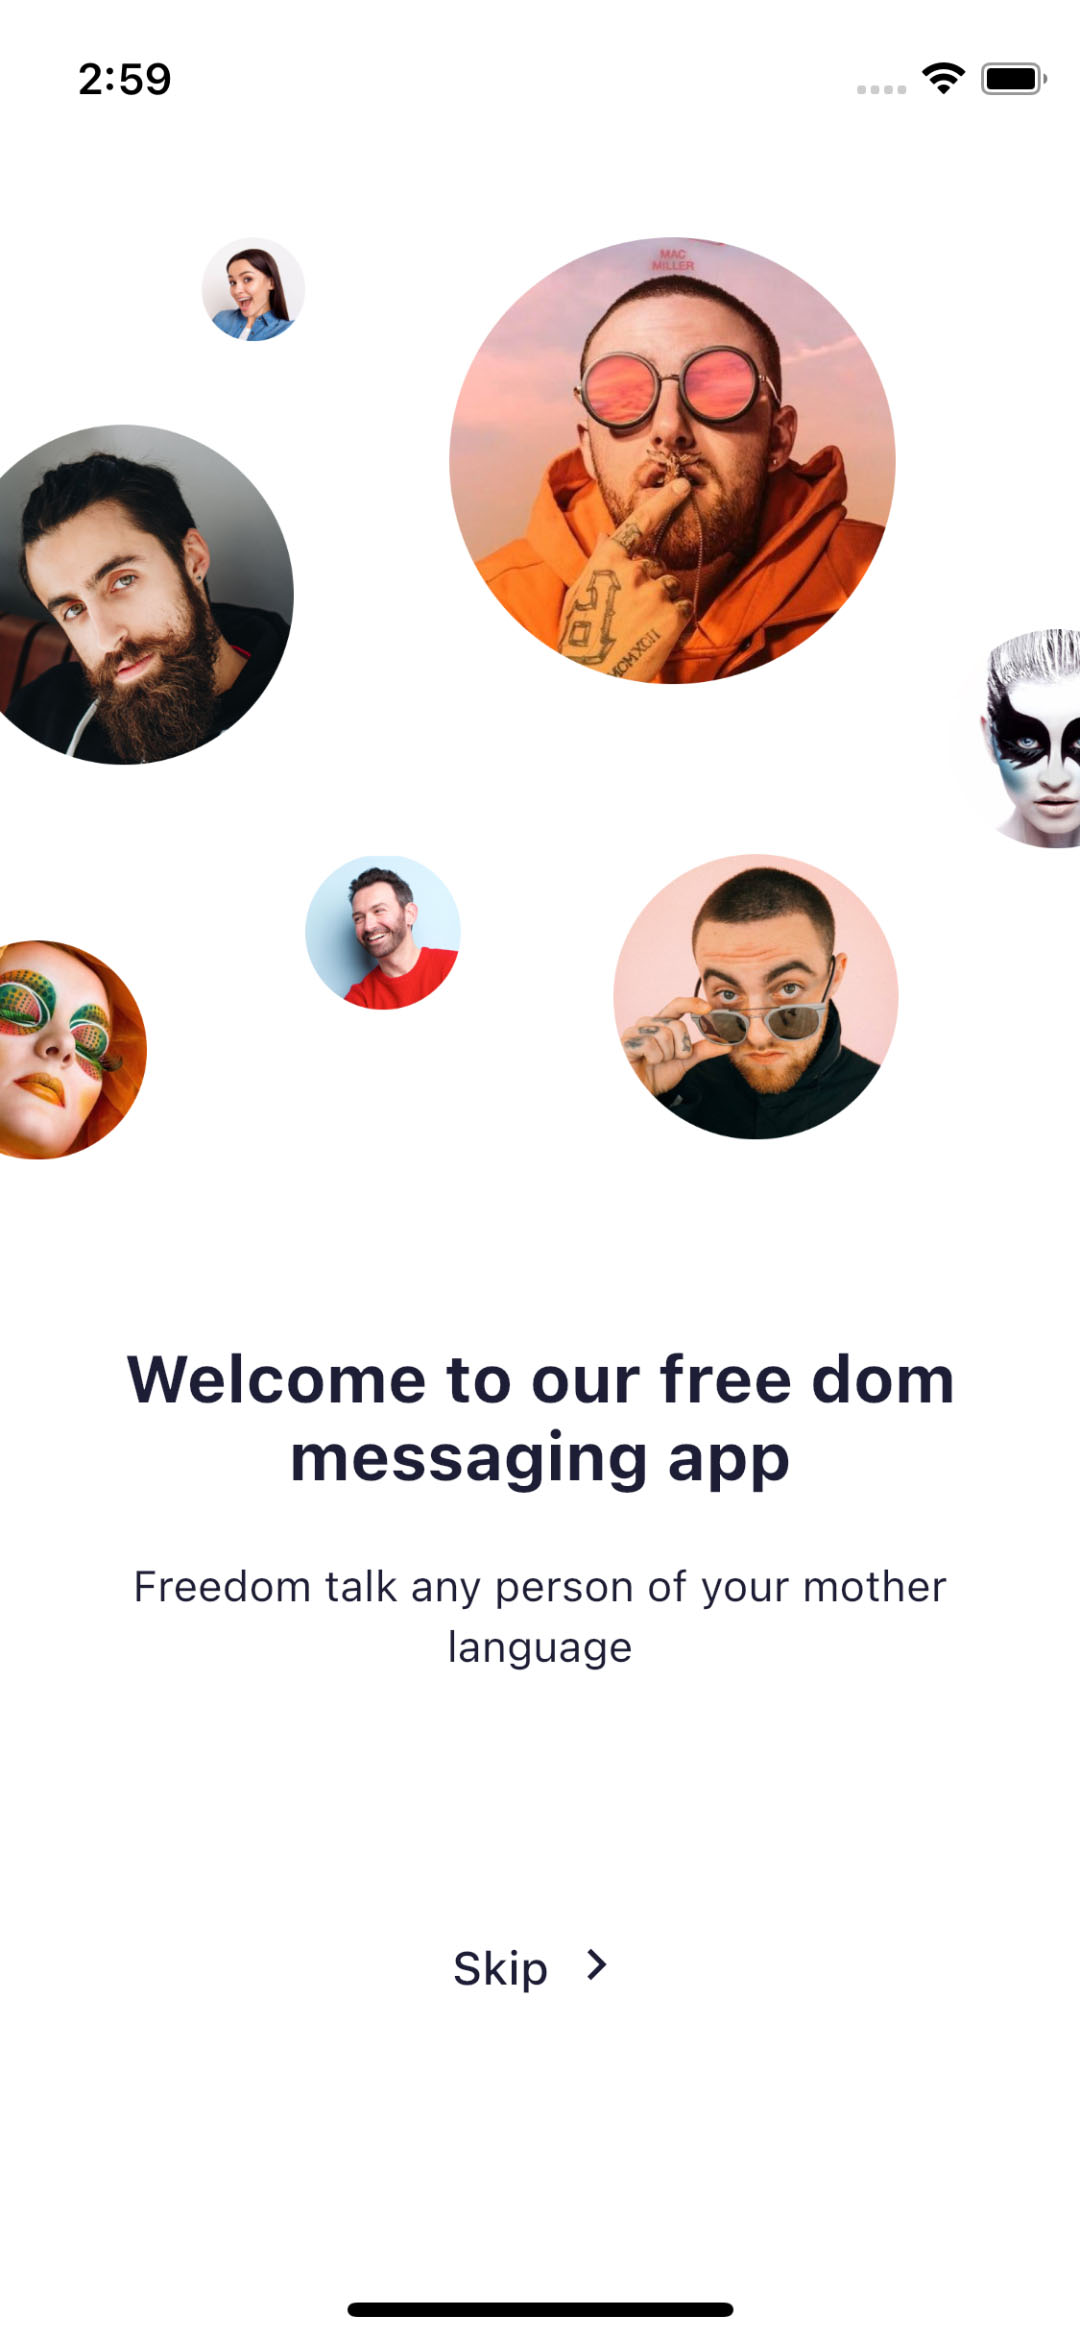 2:59
MAC
MILLER
MCMXCII
Welcome to our free dom
messaging app
Freedom talk any person of your mother
language
Skip